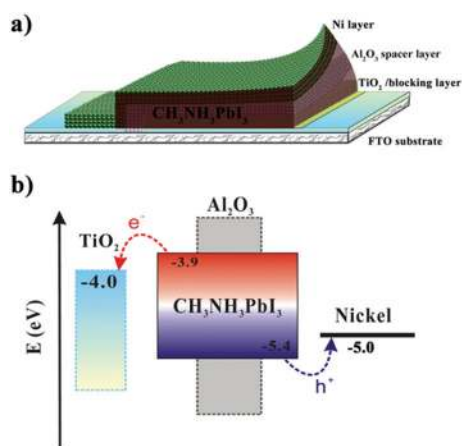 a)
Ni layer
Al₂O₃ spacer layer
TiO₂ /blocking layer
CH₃NH₃PbI₃
FTO substrate
b)
Al₂O₃
TiO₂
e⁻
-3.9
-4.0
CH₃NH₃PbI₃
Nickel
-5.4
-5.0
h⁺
E (eV)